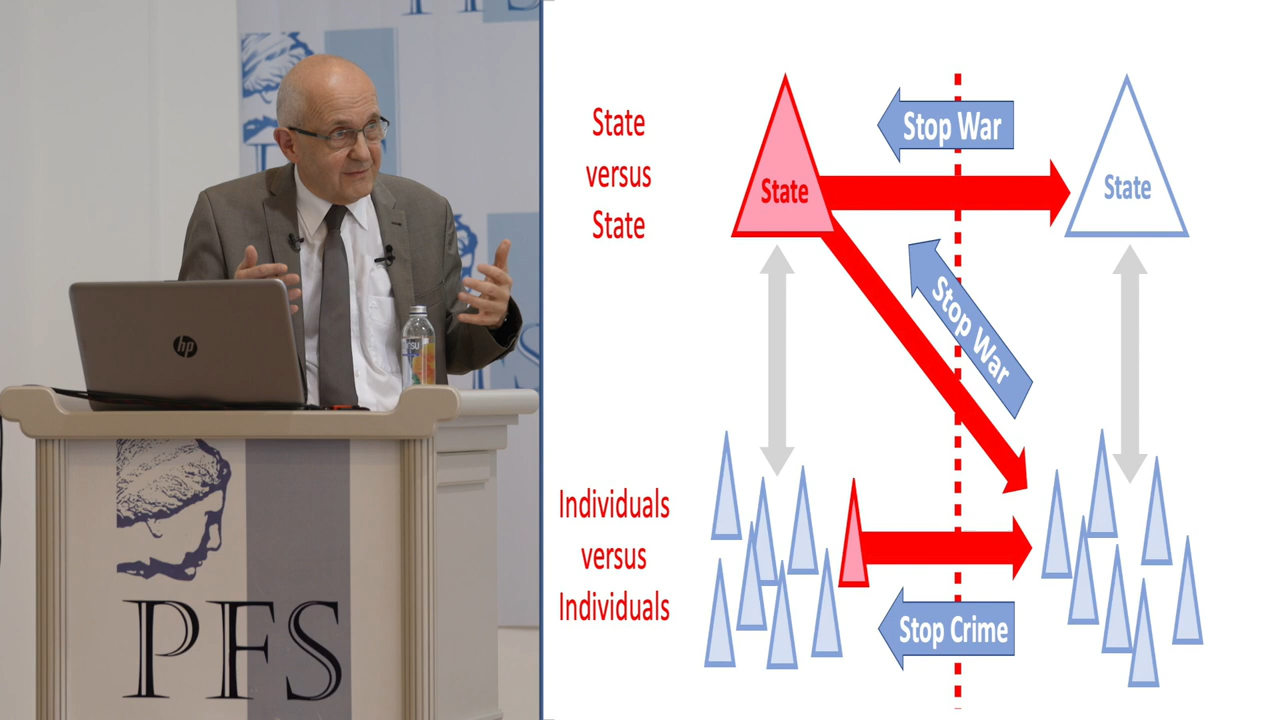 hp
PFS
State
versus
State
Stop War
State
State
Stop War
Individuals
versus
Individuals
Stop Crime